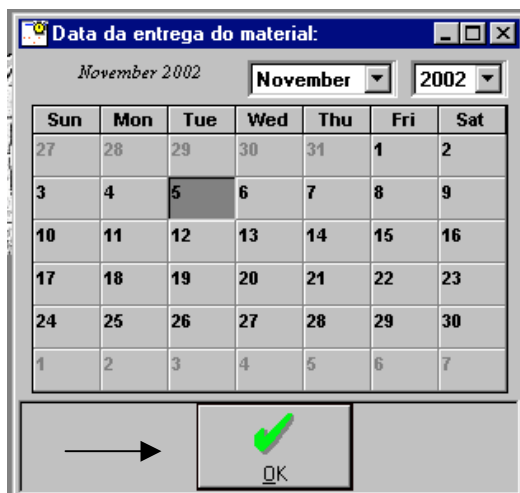 Data da entrega do material:
November 2002 November 2002
Sun Mon Tue Wed Thu Fri Sat
27 28 29 30 31 1 2
3 4 5 6 7 8 9
10 11 12 13 14 15 16
17 18 19 20 21 22 23
24 25 26 27 28 29 30
1 2 3 4 5 6 7
OK